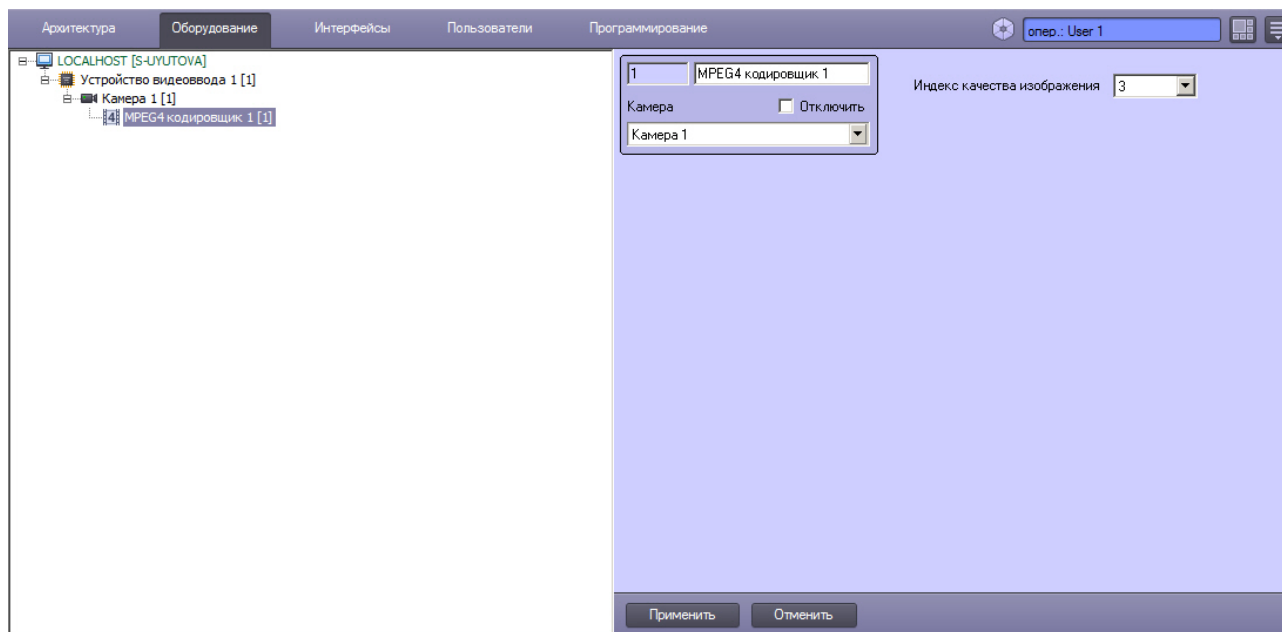 Архитектура Оборудование Интерфейсы Пользователи Программирование опер.: User 1
LOCALHOST [S-UYUTOVA]
Устройство видеоввода 1 [1]
Камера 1 [1]
4 MPEG4 кодировщик 1 [1]
1 MPEG4 кодировщик 1
Камера Отключить
Камера 1
Индекс качества изображения 3
Применить Отменить